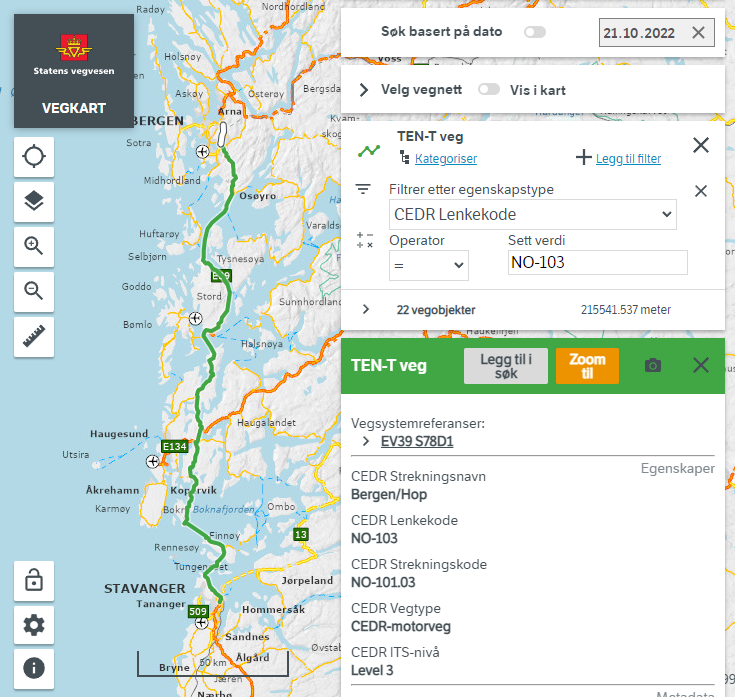 Radøy
Nordhordland
Holsnøy
Askøy
Osterøy
Bergsda
Voss
Arna
BERGEN
Kvam-
skog
Sotra
Midhordland
Osøyro
Varaldsøy
Huftarøy
Tysnesøya
Selbjørn
E39
Goddo
Stord
Sunnhordland
Bømlo
Halsnøya
Haukelifjell
Haugesund
Haugalandet
Utsira
E134
Åkrehamn
Kopervik
Karmøy
Bokn
Boknafjorden
Ombo
13
Finnøy
Rennesøy
Tungenes
STAVANGER
Jørpeland
Tananger
509
Hommersåk
Sandnes
50 km
Ålgård
Bryne
Jæren
Nærbø
Statens vegvesen
VEGKART
Søk basert på dato
21.10.2022
Velg vegnett
Vis i kart
TEN-T veg
Kategoriser
Legg til filter
Filtrer etter egenskapstype
CEDR Lenkekode
Operator
Sett verdi
=
NO-103
22 vegobjekter
215541.537 meter
TEN-T veg
Legg til i
søk
Zoom
til
Vegsystemreferanser:
EV39 S78D1
Egenskaper
CEDR Strekningsnavn
Bergen/Hop
CEDR Lenkekode
NO-103
CEDR Strekningskode
NO-101.03
CEDR Vegtype
CEDR-motorveg
CEDR ITS-nivå
Level 3
Metadata